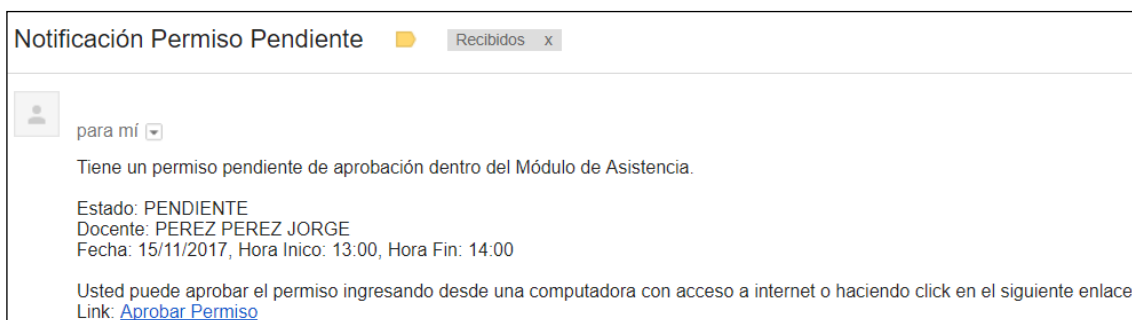 Notificación Permiso Pendiente
Recibidos x
para mí
Tiene un permiso pendiente de aprobación dentro del Módulo de Asistencia.
Estado: PENDIENTE
Docente: PEREZ PEREZ JORGE
Fecha: 15/11/2017, Hora Inico: 13:00, Hora Fin: 14:00
Usted puede aprobar el permiso ingresando desde una computadora con acceso a internet o haciendo click en el siguiente enlace
Link: Aprobar Permiso